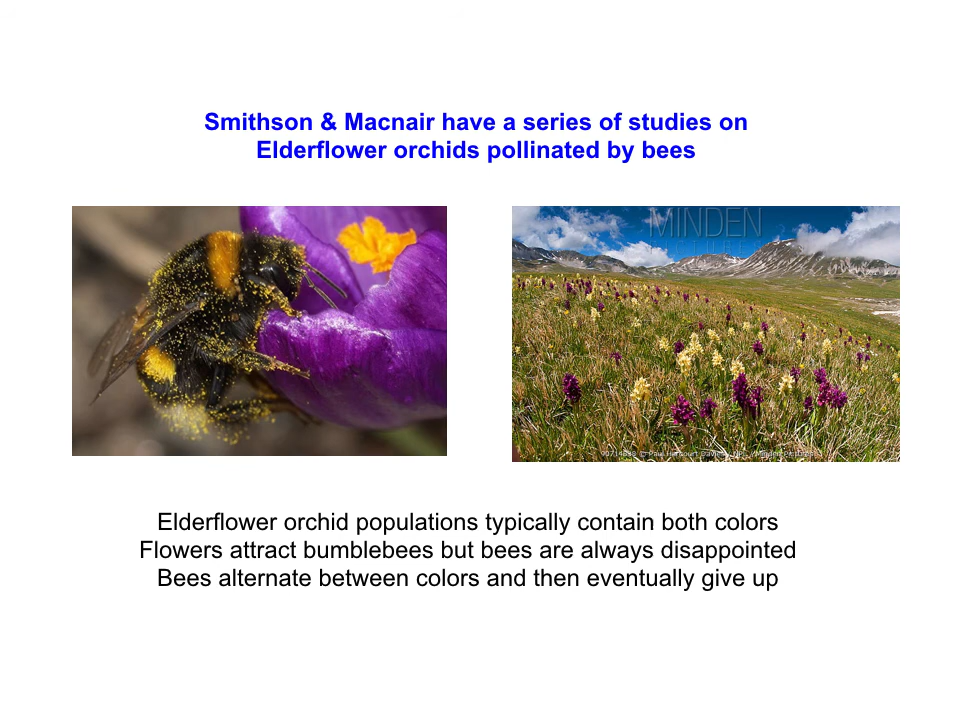 Smithson & Macnair have a series of studies on
Elderflower orchids pollinated by bees
MINDEN
PICTURES
Elderflower orchid populations typically contain both colors
Flowers attract bumblebees but bees are always disappointed
Bees alternate between colors and then eventually give up